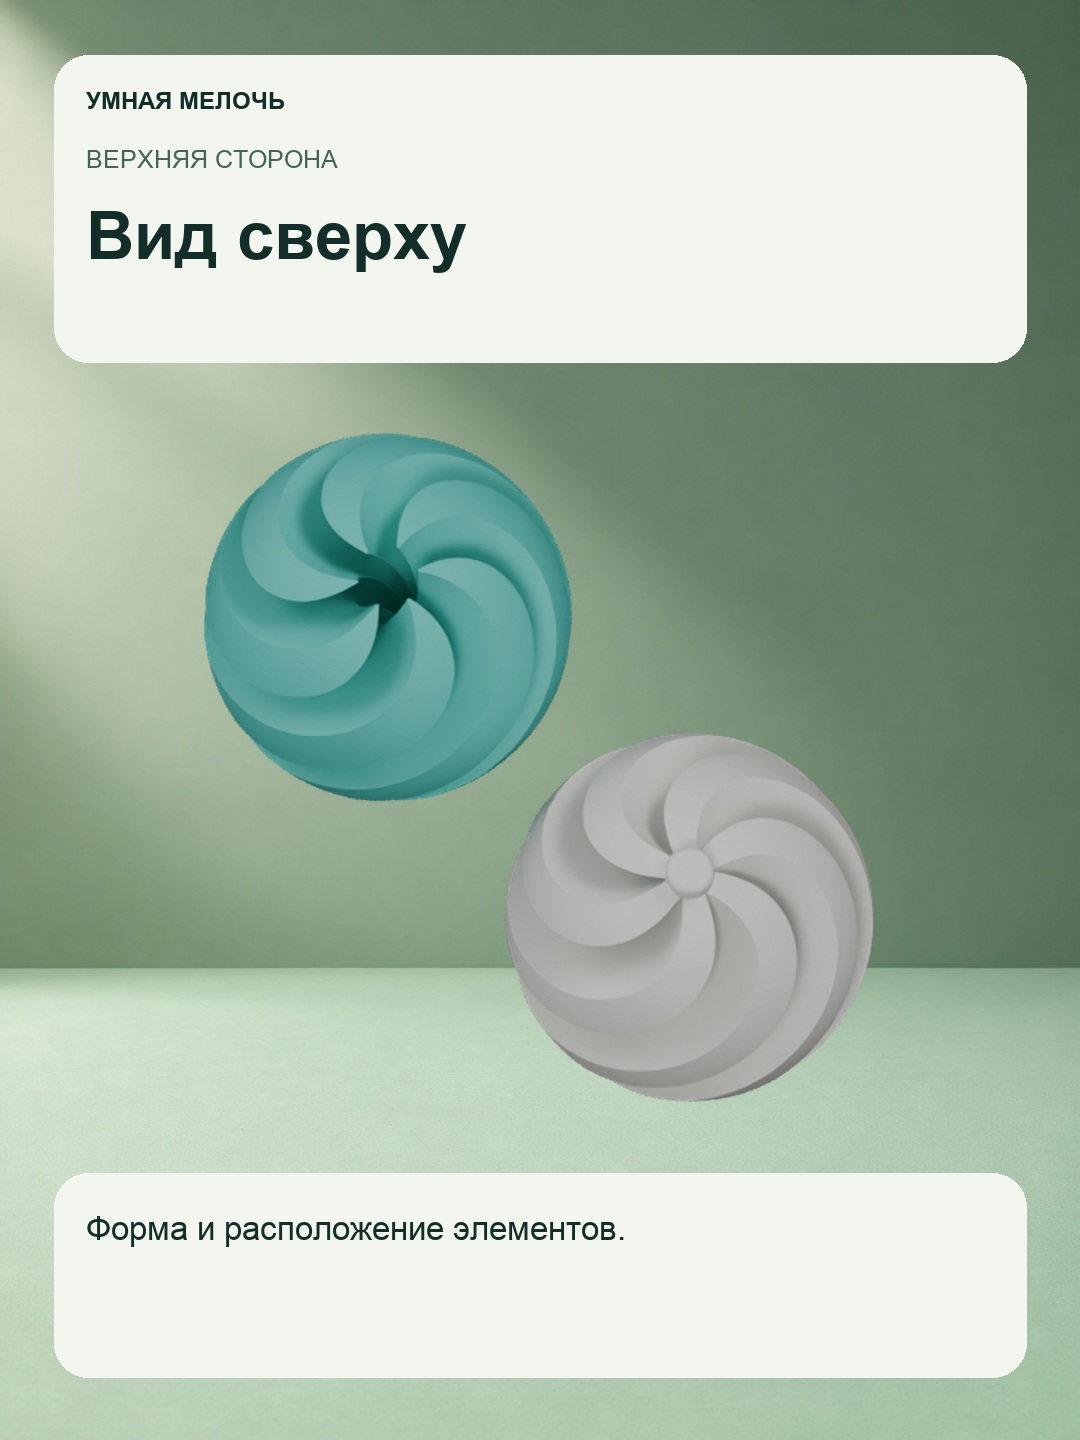 УМНАЯ МЕЛОЧЬ
ВЕРХНЯЯ СТОРОНА
Вид сверху
Форма и расположение элементов.